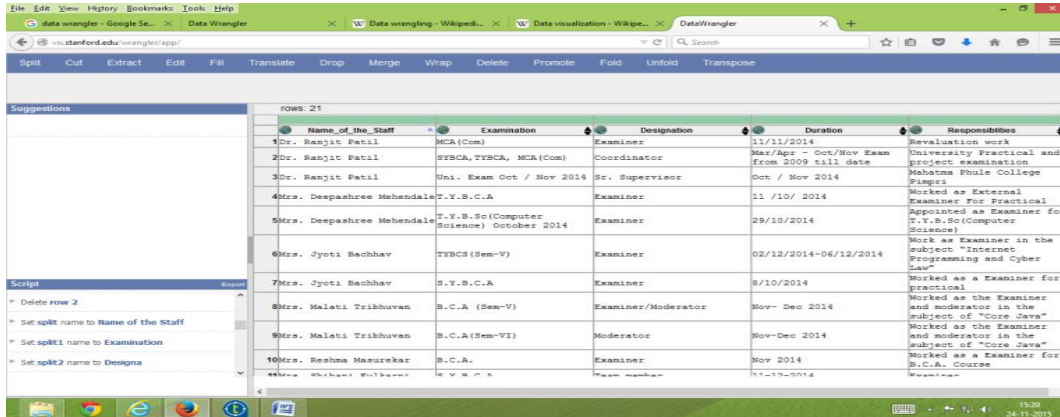 File Edit View History Bookmarks Tools Help
data wrangler - Google Se... Data Wrangler Data wrangling - Wikipedi... Data visualization - Wikipe... DataWrangler
vis.stanford.edu/wrangler/app/ Search
Split Cut Extract Edit Fill Translate Drop Merge Wrap Delete Promote Fold Unfold Transpose
Suggestions
rows: 21
Name_of_the_Staff Examination Designation Duration Responsiblities
1 Dr. Ranjit Patil MCA(Com) Examiner 11/11/2014 Revaluation work
2 Dr. Ranjit Patil SYBCA,TYBCA, MCA(Com) Coordinator Mar/Apr - Oct/Nov Exam University Practical and
from 2009 till date project examination
3 Dr. Ranjit Patil Uni. Exam Oct / Nov 2014 Sr. Supervisor Oct / Nov 2014 Mahatma Phule College
Pimpri
4 Mrs. Deepashree Mehendale T.Y.B.C.A Examiner 11 /10/ 2014 Worked as External
Examiner For Practical
5 Mrs. Deepashree Mehendale T.Y.B.Sc(Computer Examiner 29/10/2014 Appointed as Examiner fo
Science) October 2014 T.Y.B.Sc(Computer
Science)
6 Mrs. Jyoti Bachhav TYBCS(Sem-V) Examiner 02/12/2014-06/12/2014 Work as Examiner in the
subject "Internet
Programming and Cyber
Law"
7 Mrs. Jyoti Bachhav S.Y.B.C.A Examiner 8/10/2014 Worked as a Examiner for
practical
8 Mrs. Malati Tribhuvan B.C.A (Sem-V) Examiner/Moderator Nov- Dec 2014 Worked as the Examiner
and moderator in the
subject of "Core Java"
9 Mrs. Malati Tribhuvan B.C.A(Sem-VI) Moderator Nov-Dec 2014 Worked as the Examiner
and moderator in the
subject of "Core Java"
10 Mrs. Reshma Masurekar B.C.A. Examiner Nov 2014 Worked as a Examiner for
B.C.A. Course
11 Mrs. Shibani Kulkarni S.Y.B.C.A Team member 11-12-2014 Examiner
Script Export
Delete row 2
Set split name to Name of the Staff
Set split1 name to Examination
Set split2 name to Designa
15:20
24-11-2015